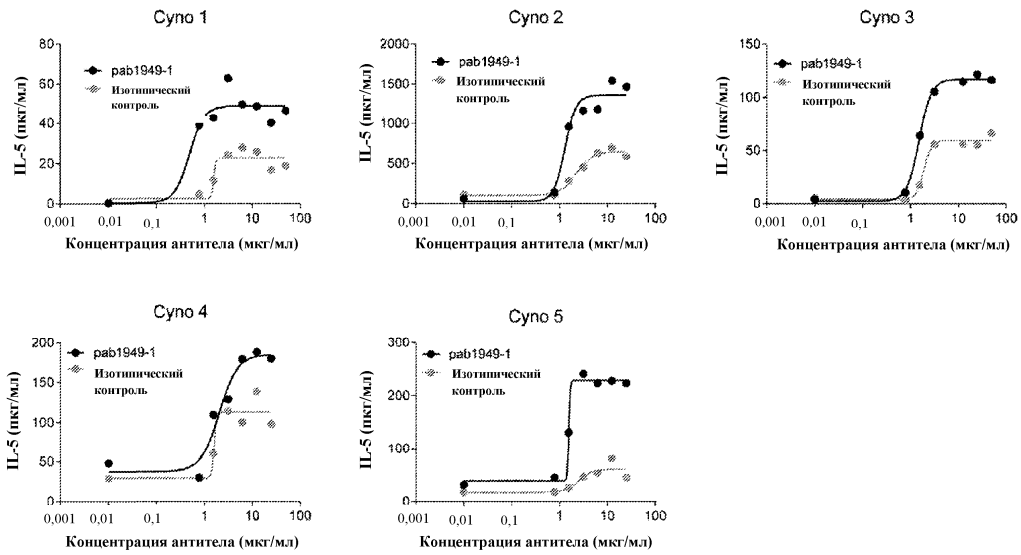 Cyno 1
80
60
40
20
0
IL-5 (пкг/мл)
pab1949-1
Изотипический
контроль
0,001 0,01 0,1 1 10 100
Концентрация антитела (мкг/мл)
Cyno 2
2000
1500
1000
500
0
IL-5 (пкг/мл)
pab1949-1
Изотипический
контроль
0,001 0,01 0,1 1 10 100
Концентрация антитела (мкг/мл)
Cyno 3
150
100
50
0
IL-5 (пкг/мл)
pab1949-1
Изотипический
контроль
0,001 0,01 0,1 1 10 100
Концентрация антитела (мкг/мл)
Cyno 4
200
150
100
50
0
IL-5 (пкг/мл)
pab1949-1
Изотипический
контроль
0,001 0,01 0,1 1 10 100
Концентрация антитела (мкг/мл)
Cyno 5
300
200
100
0
IL-5 (пкг/мл)
pab1949-1
Изотипический
контроль
0,001 0,01 0,1 1 10 100
Концентрация антитела (мкг/мл)